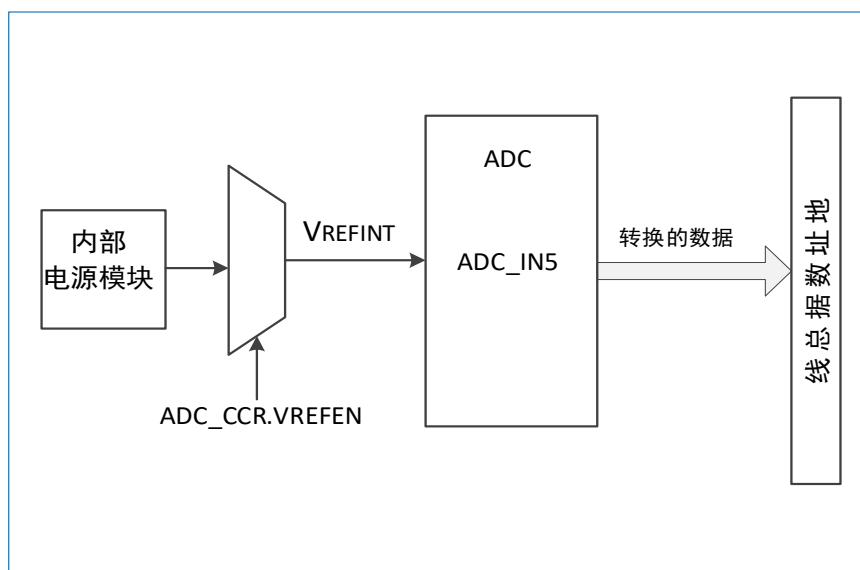 内部
电源模块
VREFINT
ADC_CCR.VREFEN
ADC
ADC_IN5
转换的数据
线总据数址地